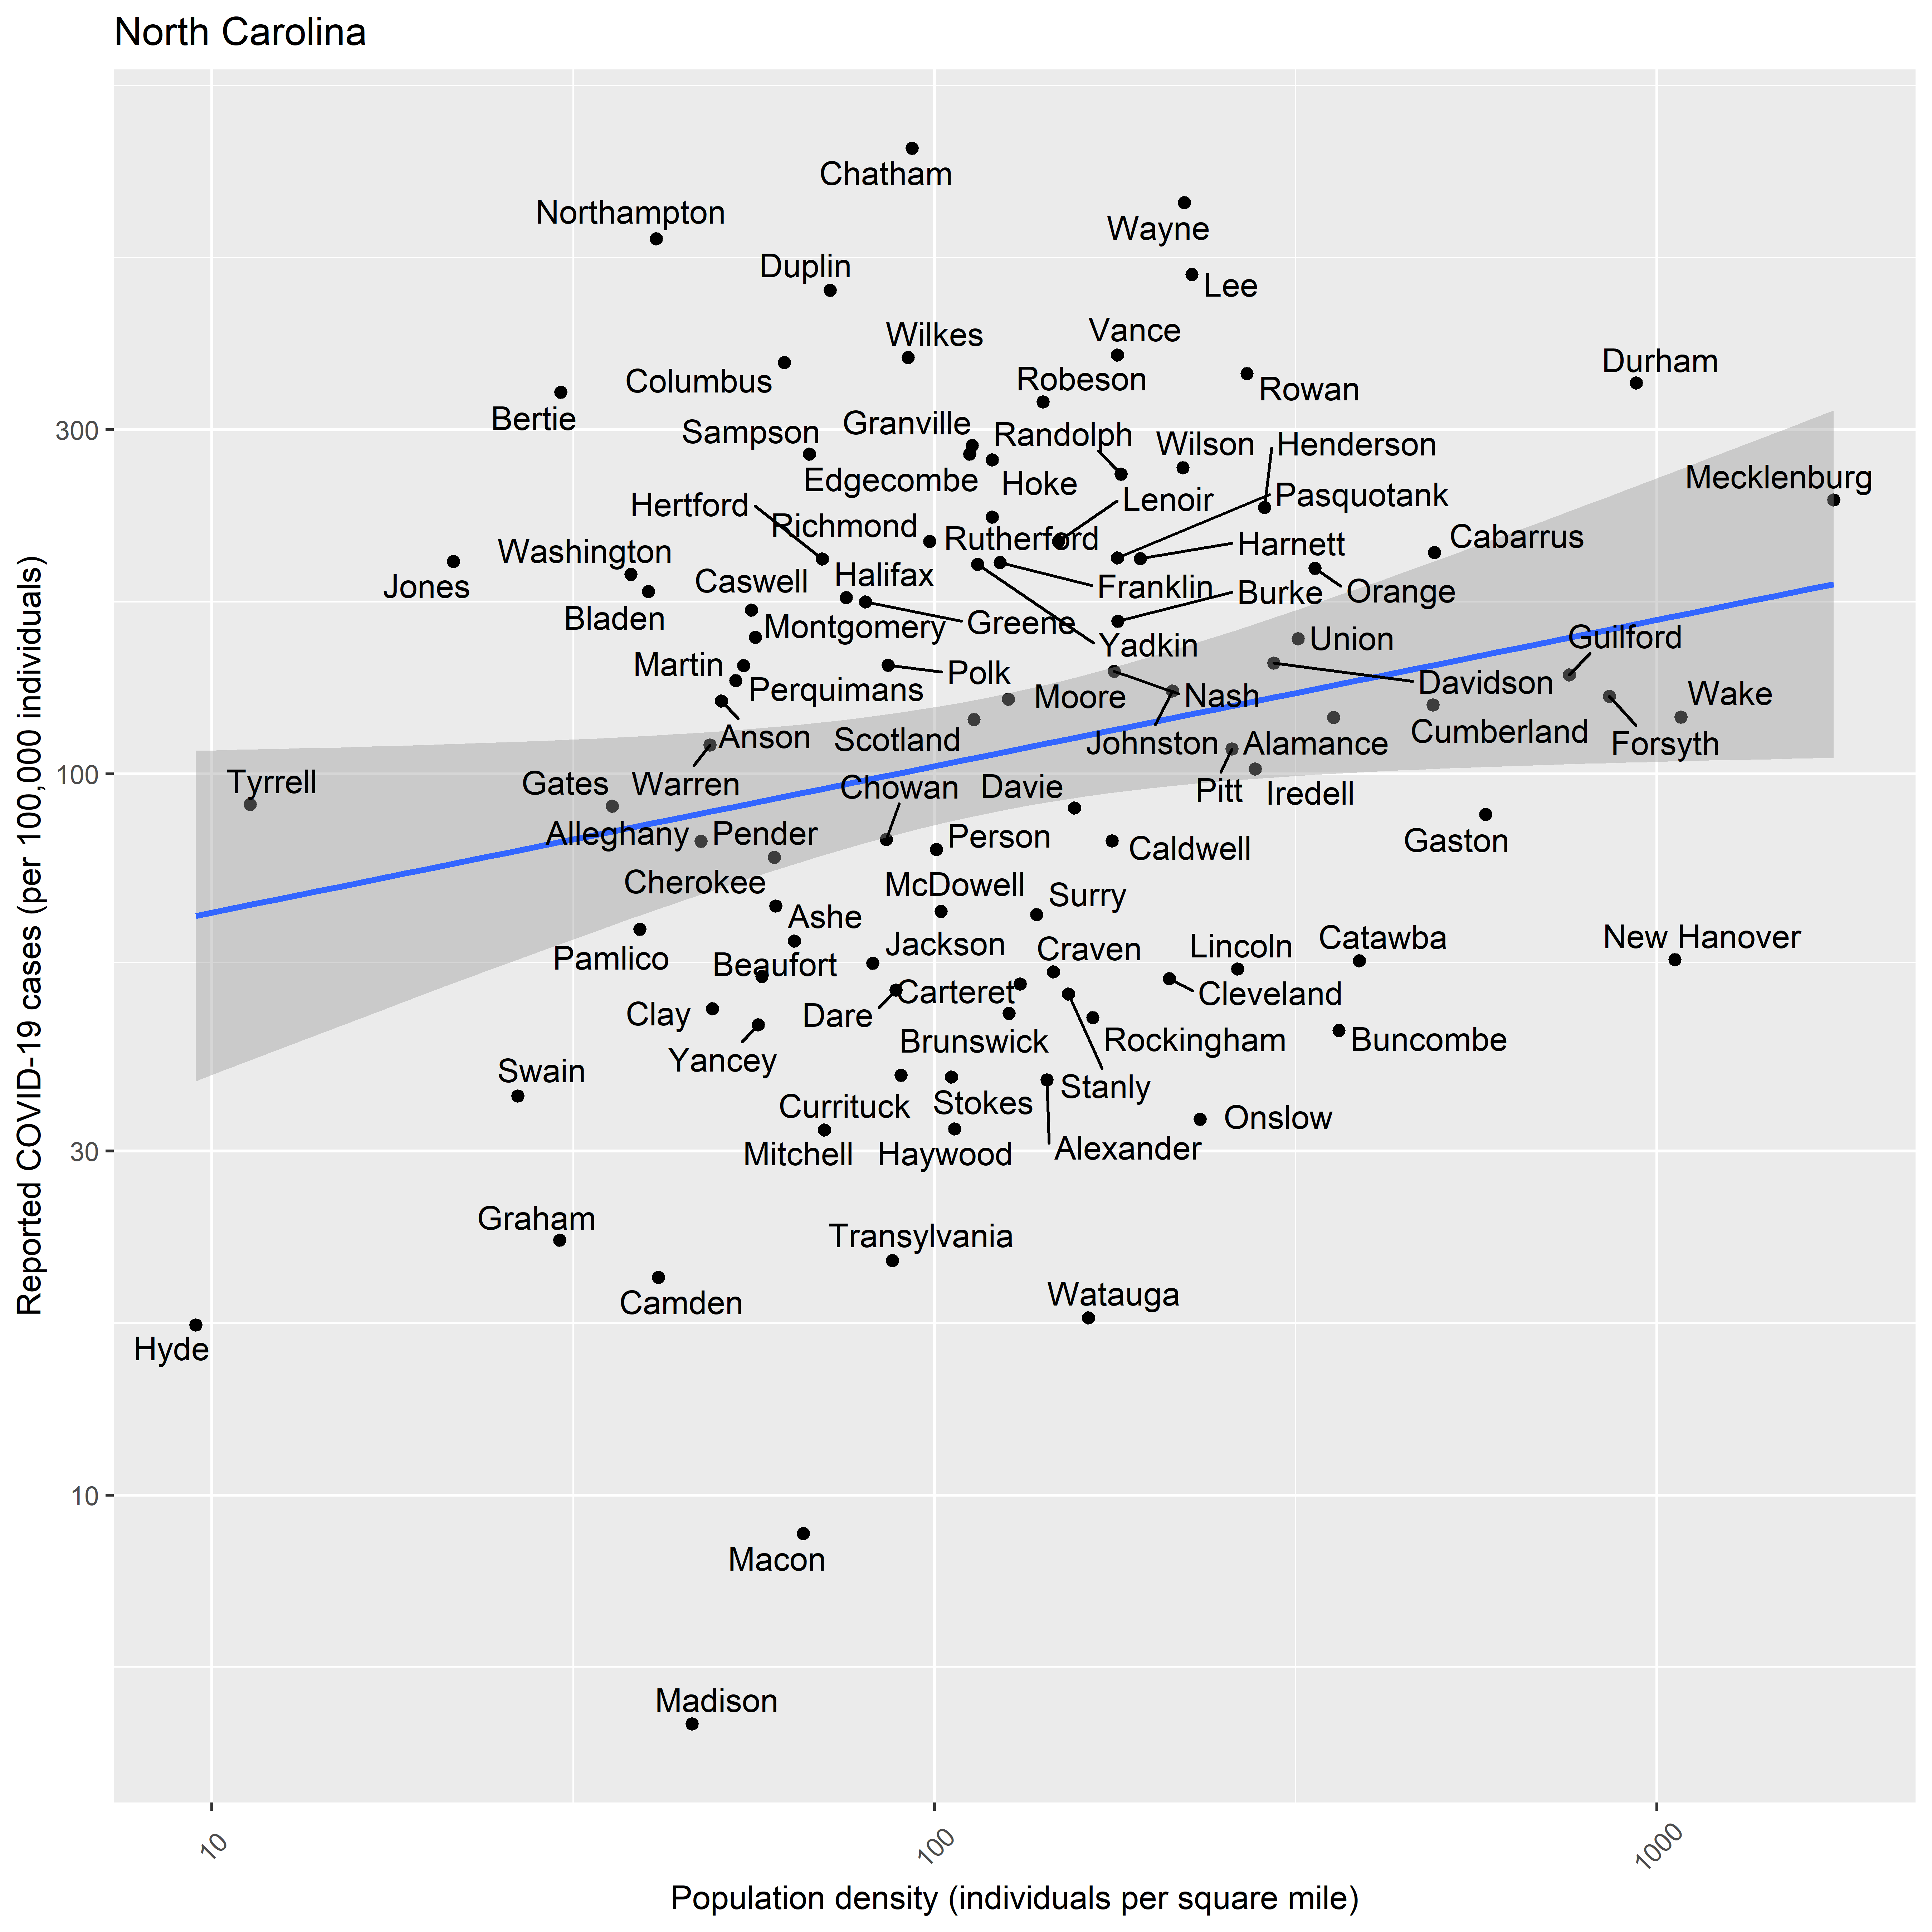 North Carolina
Chatham
Northampton
Wayne
Duplin
Lee
Vance
Wilkes
Durham
Columbus
Robeson
Rowan
Bertie
Granville
Sampson
Randolph
Wilson
Henderson
300
Edgecombe
Hoke
Mecklenburg
Hertford
Lenoir
Pasquotank
Richmond
Rutherford
Harnett
Cabarrus
Washington
Jones
Caswell
Halifax
Franklin
Burke
Orange
Bladen
Montgomery
Greene
Yadkin
Union
Guilford
Martin
Polk
Perquimans
Moore
Nash
Davidson
Wake
Anson
Scotland
Johnston
Alamance
Cumberland
Forsyth
100
Tyrrell
Gates
Warren
Chowan
Davie
Pitt
Iredell
Alleghany
Pender
Person
Caldwell
Gaston
Cherokee
McDowell
Surry
Ashe
Pamlico
Beaufort
Jackson
Craven
Lincoln
Catawba
New Hanover
Clay
Dare
Carteret
Cleveland
Yancey
Brunswick
Rockingham
Buncombe
Swain
Stanly
Currituck
Stokes
Onslow
30
Mitchell
Haywood
Alexander
Graham
Transylvania
Camden
Watauga
Hyde
10
Macon
Madison
10
100
1000
Population density (individuals per square mile)
Reported COVID-19 cases (per 100,000 individuals)